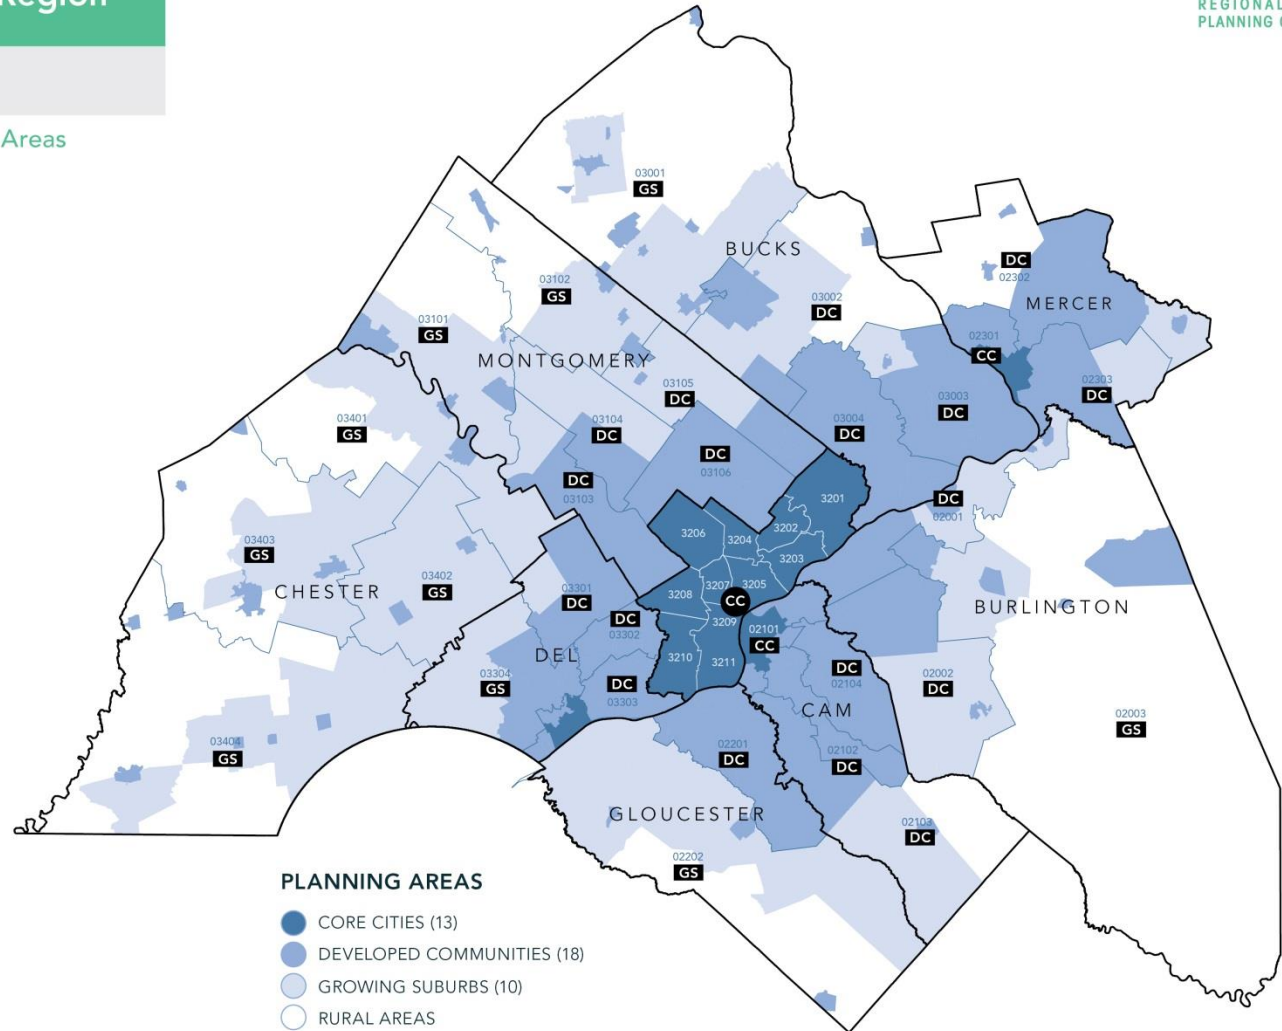 Region
Areas
REGIONAL
PLANNING
03001
GS
BUCKS
03002
DC
DC
02302
MERCER
02301
CC
02303
DC
03102
GS
03101
GS
MONTGOMERY
03105
DC
03104
DC
DC
03106
DC
03103
03003
DC
03004
DC
DC
02001
03401
GS
03403
GS
CHESTER
03402
GS
03404
GS
3201
3202
3203
3204
3205
3206
3207
3208
CC
3209
3210
3211
03301
DC
DC
03302
DEL
DC
03303
03304
GS
02101
CC
DC
02104
CAM
02102
DC
02103
DC
BURLINGTON
02002
DC
02003
GS
02201
DC
GLOUCESTER
02202
GS
PLANNING AREAS
CORE CITIES (13)
DEVELOPED COMMUNITIES (18)
GROWING SUBURBS (10)
RURAL AREAS